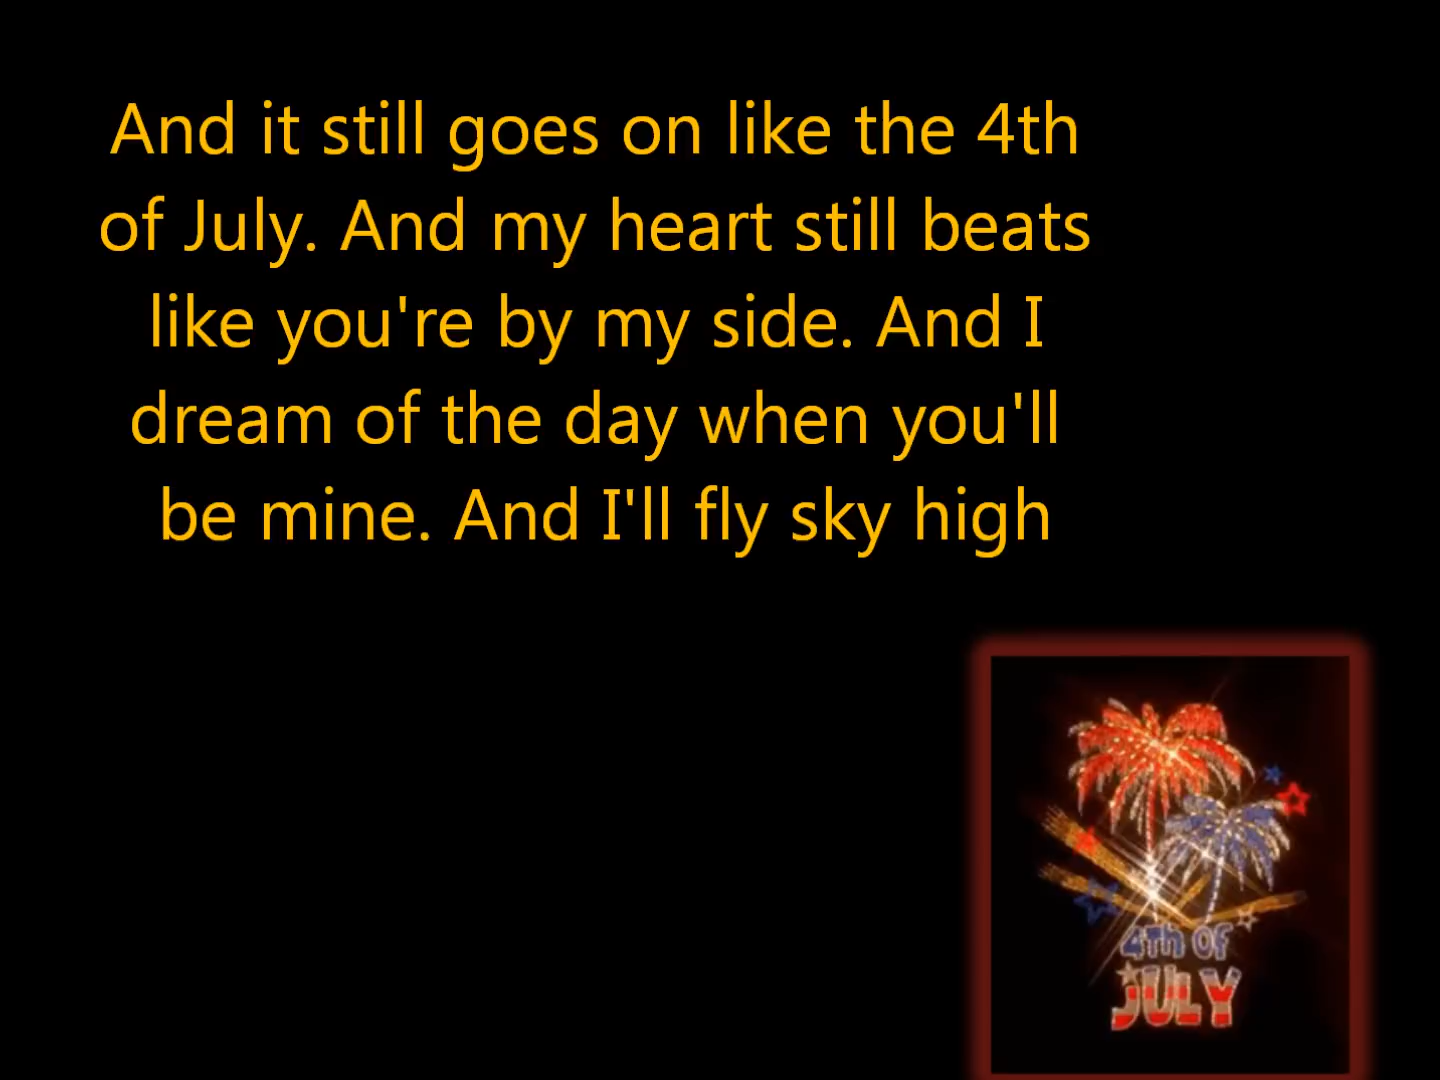 And it still goes on like the 4th
of July. And my heart still beats
like you're by my side. And I
dream of the day when you'll
be mine. And I'll fly sky high
4Th Of
JULY